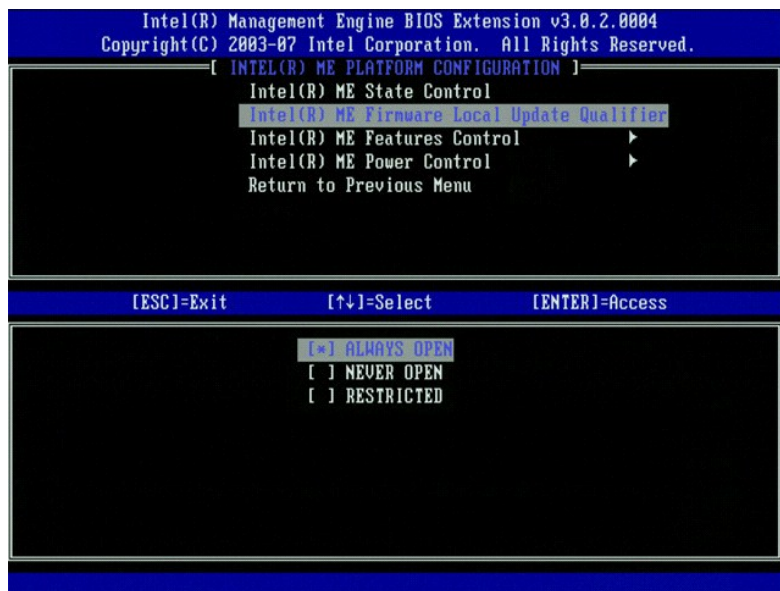 Intel(R) Management Engine BIOS Extension v3.0.2.0004
Copyright(C) 2003-07 Intel Corporation. All Rights Reserved.
[ INTEL(R) ME PLATFORM CONFIGURATION ]
Intel(R) ME State Control
Intel(R) ME Firmware Local Update Qualifier
Intel(R) ME Features Control ►
Intel(R) ME Power Control ►
Return to Previous Menu
[ESC]=Exit [↑↓]=Select [ENTER]=Access
[*] ALWAYS OPEN
[ ] NEVER OPEN
[ ] RESTRICTED